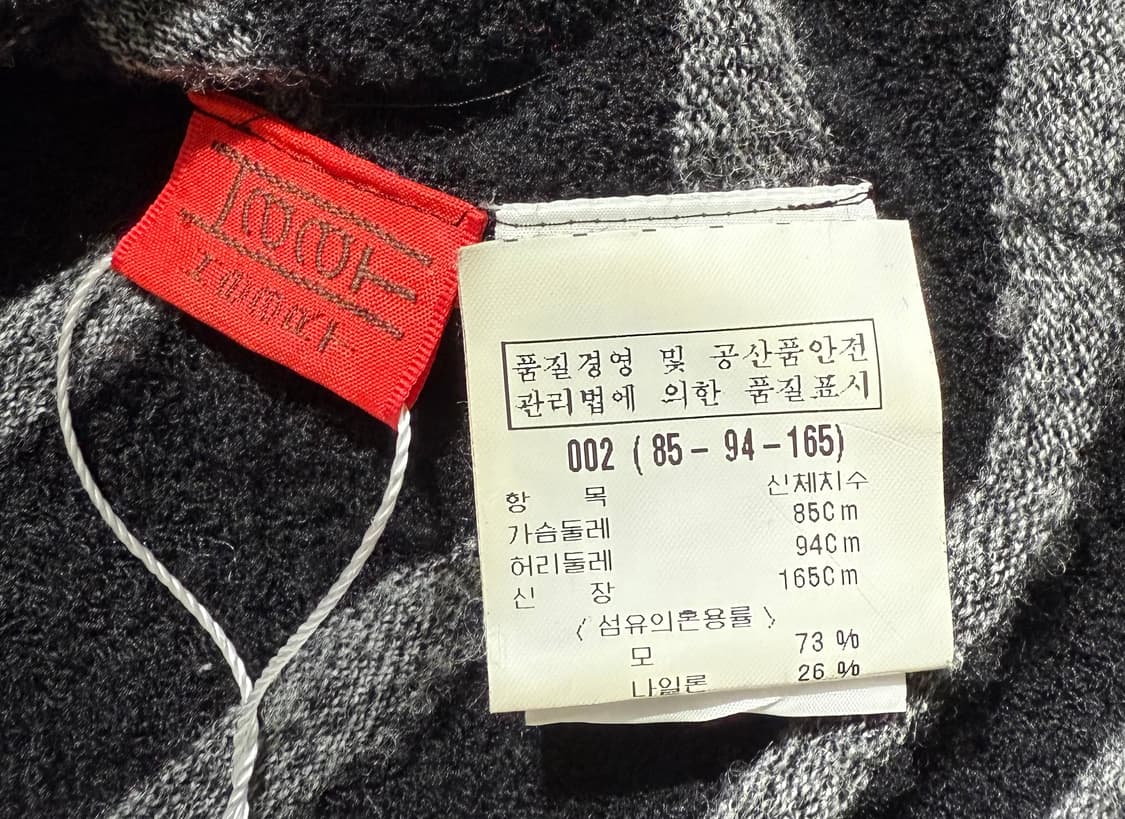 품질경영 및 공산품안전
관리법에 의한 품질표시
002 ( 85 - 94 - 165)
항 목 신체치수
가슴둘레 85Cm
허리둘레 94Cm
신 장 165Cm
〈 섬유의혼용률 〉
모 73 %
나일론 26 %